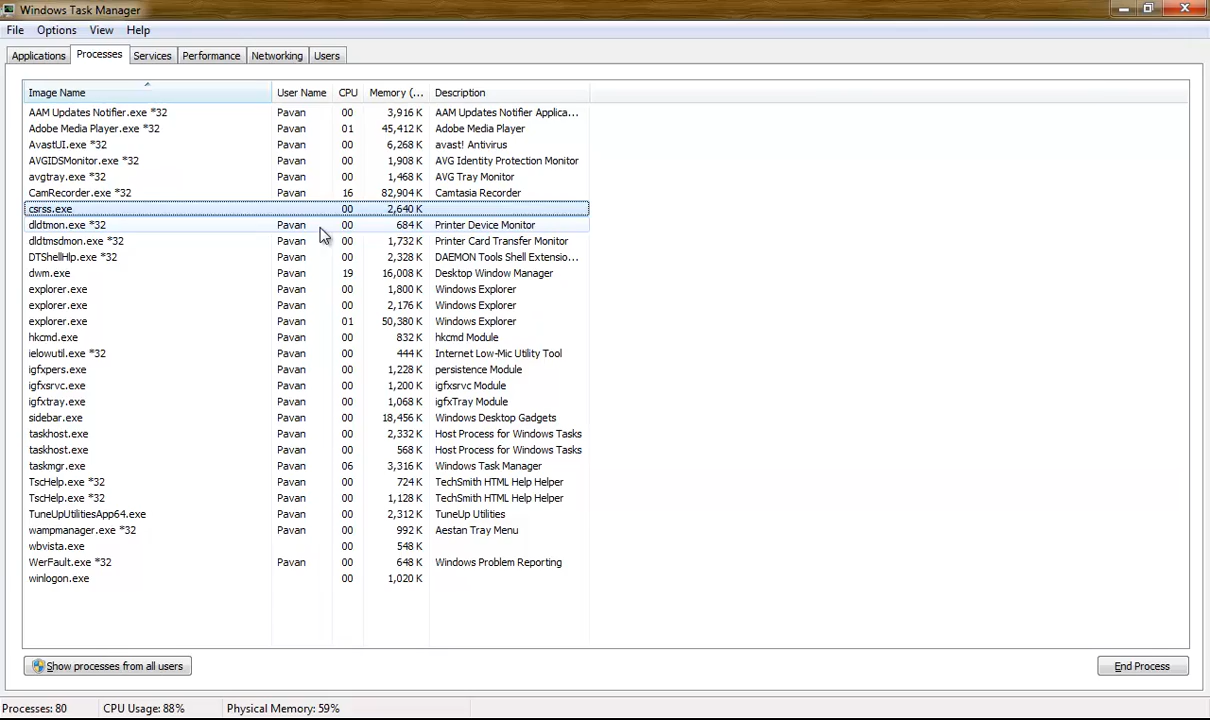 Windows Task Manager
File Options View Help
Applications Processes Services Performance Networking Users
Image Name User Name CPU Memory (... Description
AAM Updates Notifier.exe *32 Pavan 00 3,916 K AAM Updates Notifier Applica...
Adobe Media Player.exe *32 Pavan 01 45,412 K Adobe Media Player
AvastUI.exe *32 Pavan 00 6,268 K avast! Antivirus
AVGIDSMonitor.exe *32 Pavan 00 1,908 K AVG Identity Protection Monitor
avgtray.exe *32 Pavan 00 1,468 K AVG Tray Monitor
CamRecorder.exe *32 Pavan 16 82,904 K Camtasia Recorder
csrss.exe 00 2,640 K
dldtmon.exe *32 Pavan 00 684 K Printer Device Monitor
dldtmsdmon.exe *32 Pavan 00 1,732 K Printer Card Transfer Monitor
DTShellHlp.exe *32 Pavan 00 2,328 K DAEMON Tools Shell Extensio...
dwm.exe Pavan 19 16,008 K Desktop Window Manager
explorer.exe Pavan 00 1,800 K Windows Explorer
explorer.exe Pavan 00 2,176 K Windows Explorer
explorer.exe Pavan 01 50,380 K Windows Explorer
hkcmd.exe Pavan 00 832 K hkcmd Module
ielowutil.exe *32 Pavan 00 444 K Internet Low-Mic Utility Tool
igfxpers.exe Pavan 00 1,228 K persistence Module
igfxsrvc.exe Pavan 00 1,200 K igfxsrvc Module
igfxtray.exe Pavan 00 1,068 K igfxTray Module
sidebar.exe Pavan 00 18,456 K Windows Desktop Gadgets
taskhost.exe Pavan 00 2,332 K Host Process for Windows Tasks
taskhost.exe Pavan 00 568 K Host Process for Windows Tasks
taskmgr.exe Pavan 06 3,316 K Windows Task Manager
TscHelp.exe *32 Pavan 00 724 K TechSmith HTML Help Helper
TscHelp.exe *32 Pavan 00 1,128 K TechSmith HTML Help Helper
TuneUpUtilitiesApp64.exe Pavan 00 2,312 K TuneUp Utilities
wampmanager.exe *32 Pavan 00 992 K Aestan Tray Menu
wbvista.exe 00 548 K
WerFault.exe *32 Pavan 00 648 K Windows Problem Reporting
winlogon.exe 00 1,020 K
Show processes from all users End Process
Processes: 80 CPU Usage: 88% Physical Memory: 59%